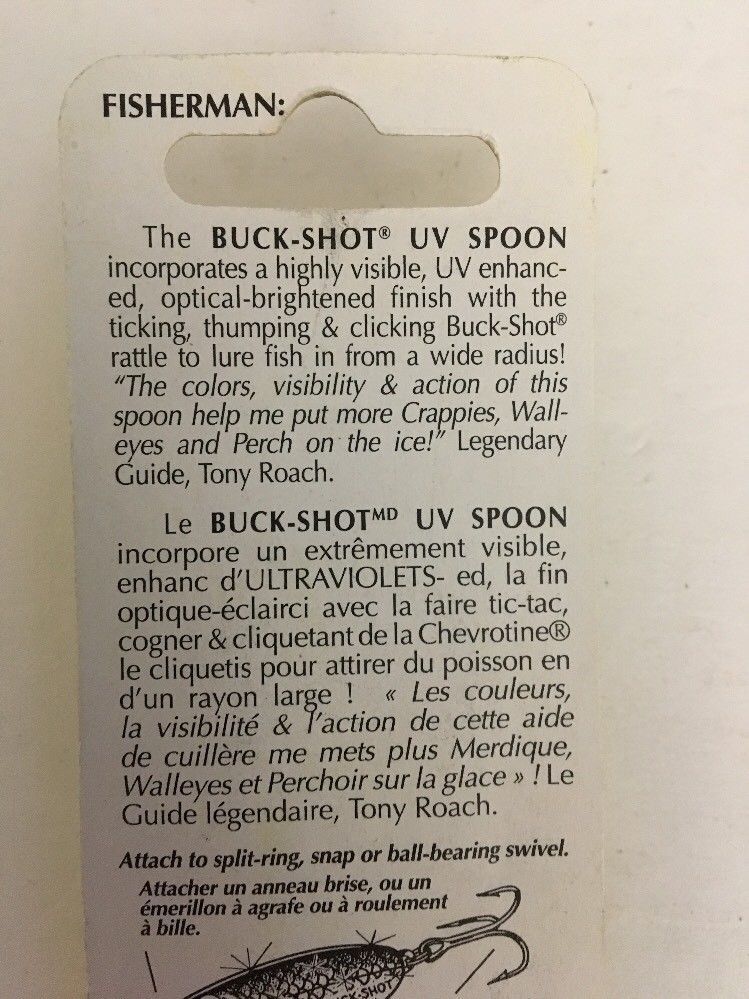 FISHERMAN:
The BUCK-SHOT® UV SPOON
incorporates a highly visible, UV enhanc-
ed, optical-brightened finish with the
ticking, thumping & clicking Buck-Shot®
rattle to lure fish in from a wide radius!
"The colors, visibility & action of this
spoon help me put more Crappies, Wall-
eyes and Perch on the ice!" Legendary
Guide, Tony Roach.
Le BUCK-SHOTᴹᴰ UV SPOON
incorpore un extrêmement visible,
enhanc d'ULTRAVIOLETS- ed, la fin
optique-éclairci avec la faire tic-tac,
cogner & cliquetant de la Chevrotine®
le cliquetis pour attirer du poisson en
d'un rayon large ! « Les couleurs,
la visibilité & l'action de cette aide
de cuillère me mets plus Merdique,
Walleyes et Perchoir sur la glace » ! Le
Guide légendaire, Tony Roach.
Attach to split-ring, snap or ball-bearing swivel.
Attacher un anneau brise, ou un
émerillon à agrafe ou à roulement
à bille.
BUCK-SHOT